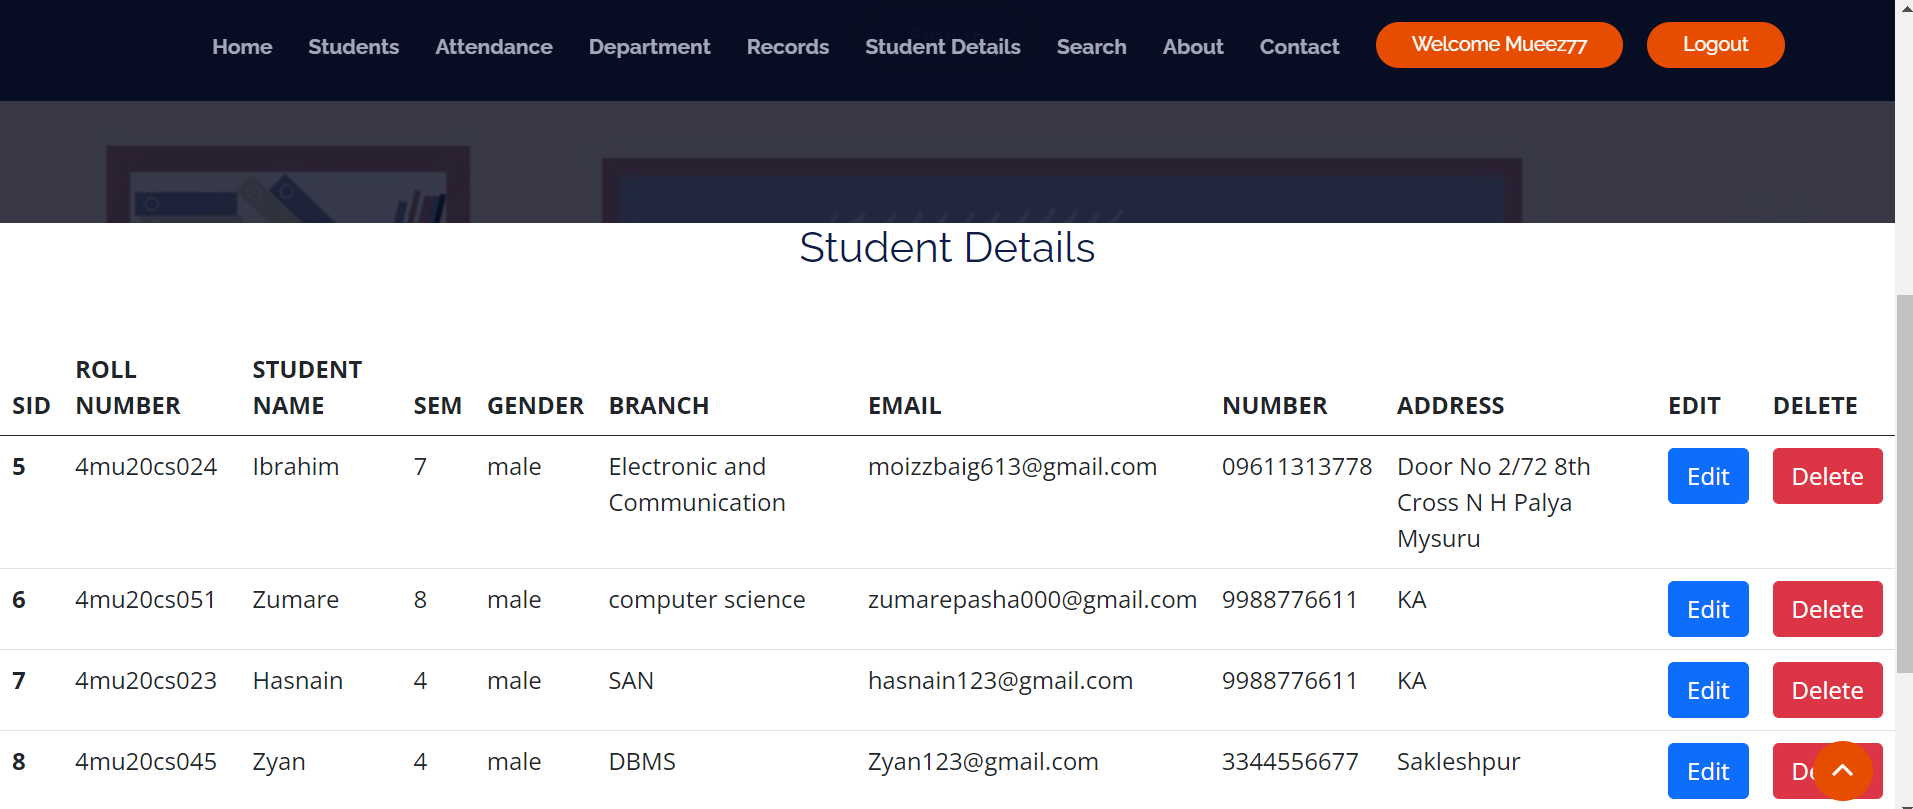 Home Students Attendance Department Records Student Details Search About Contact Welcome Mueez77 Logout
Student Details
SID ROLL NUMBER STUDENT NAME SEM GENDER BRANCH EMAIL NUMBER ADDRESS EDIT DELETE
5 4mu20cs024 Ibrahim 7 male Electronic and Communication moizzbaig613@gmail.com 09611313778 Door No 2/72 8th Cross N H Palya Mysuru Edit Delete
6 4mu20cs051 Zumare 8 male computer science zumarepasha000@gmail.com 9988776611 KA Edit Delete
7 4mu20cs023 Hasnain 4 male SAN hasnain123@gmail.com 9988776611 KA Edit Delete
8 4mu20cs045 Zyan 4 male DBMS Zyan123@gmail.com 3344556677 Sakleshpur Edit